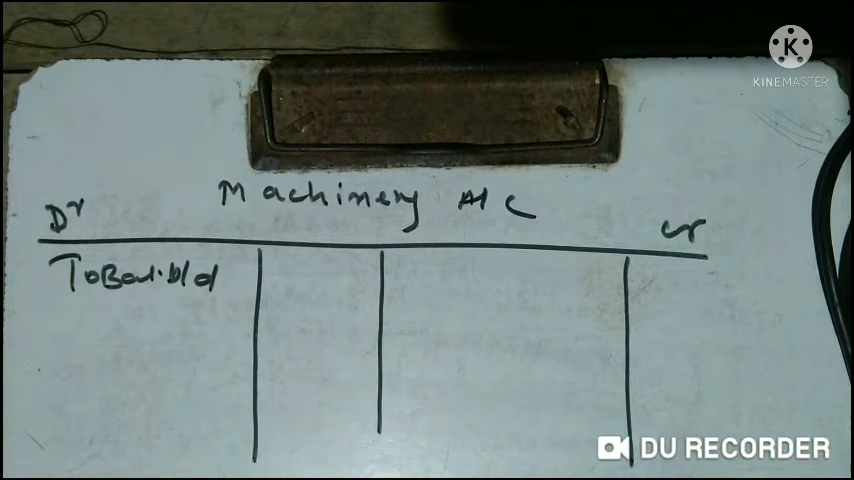 KINEMASTER
Machinery A/c
Dr
Cr
To Bal. b/d
DU RECORDER